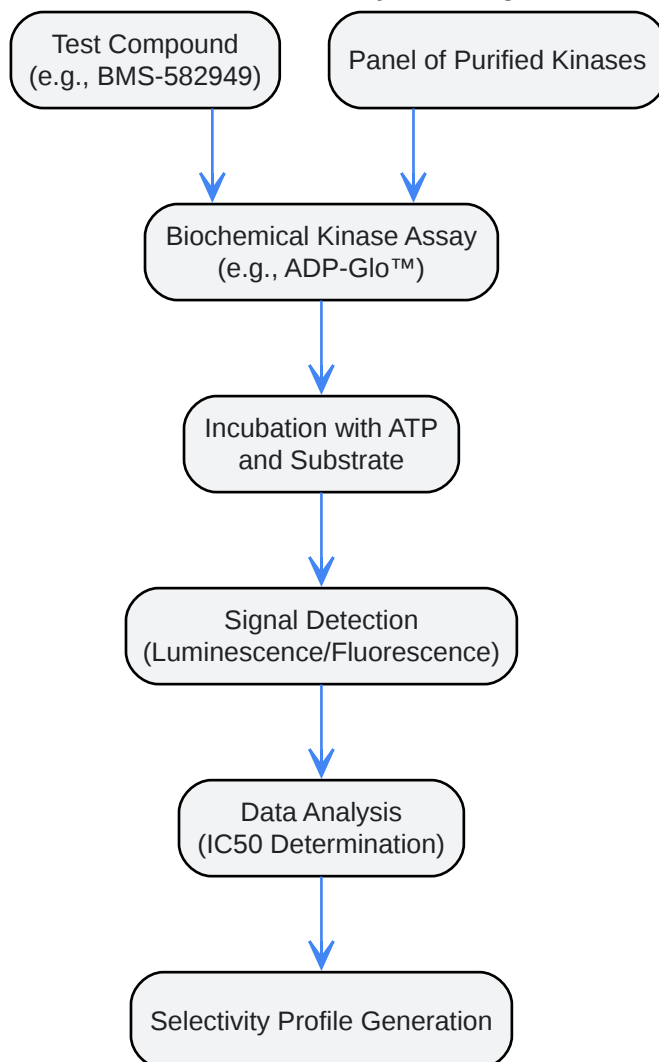 Test Compound
(e.g., BMS-582949)
Panel of Purified Kinases
Biochemical Kinase Assay
(e.g., ADP-Glo™)
Incubation with ATP
and Substrate
Signal Detection
(Luminescence/Fluorescence)
Data Analysis
(IC50 Determination)
Selectivity Profile Generation